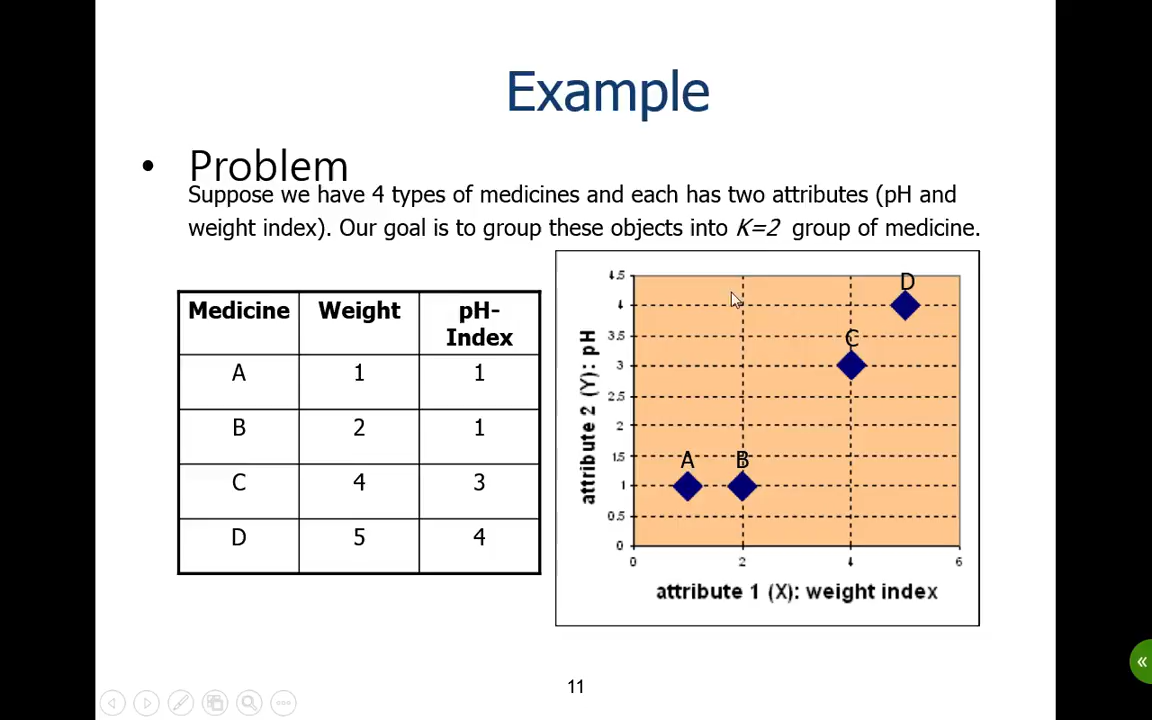 Example
• Problem
Suppose we have 4 types of medicines and each has two attributes (pH and
weight index). Our goal is to group these objects into K=2 group of medicine.
Medicine Weight pH-
Index
A 1 1
B 2 1
C 4 3
D 5 4
4.5
4
3.5
3
2.5
2
1.5
1
0.5
0
attribute 2 (Y): pH
A
B
C
D
0 2 4 6
attribute 1 (X): weight index
11
«